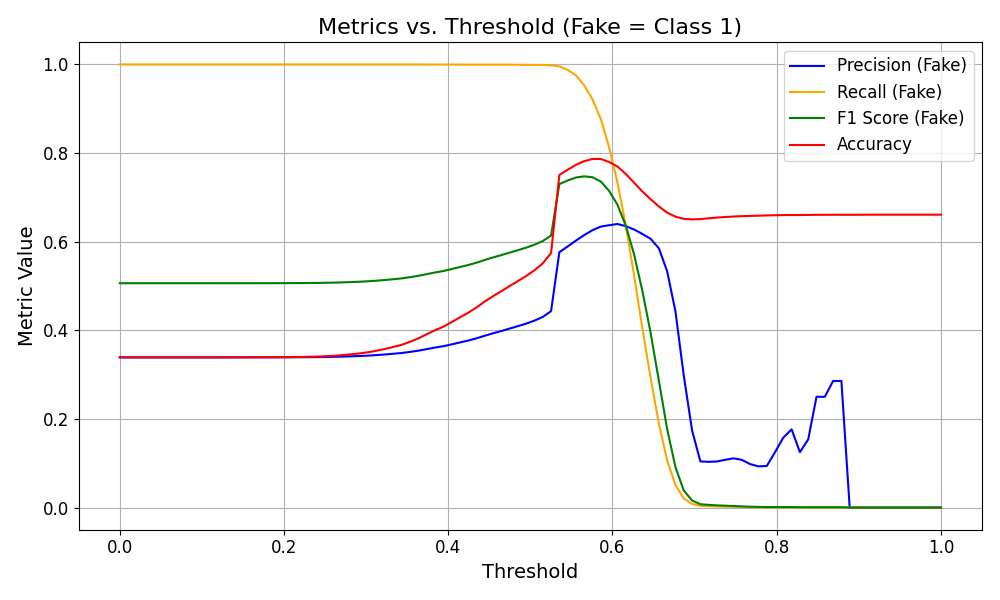 Metrics vs. Threshold (Fake = Class 1)
Precision (Fake)
Recall (Fake)
F1 Score (Fake)
Accuracy
Metric Value
1.0
0.8
0.6
0.4
0.2
0.0
0.0 0.2 0.4 0.6 0.8 1.0
Threshold